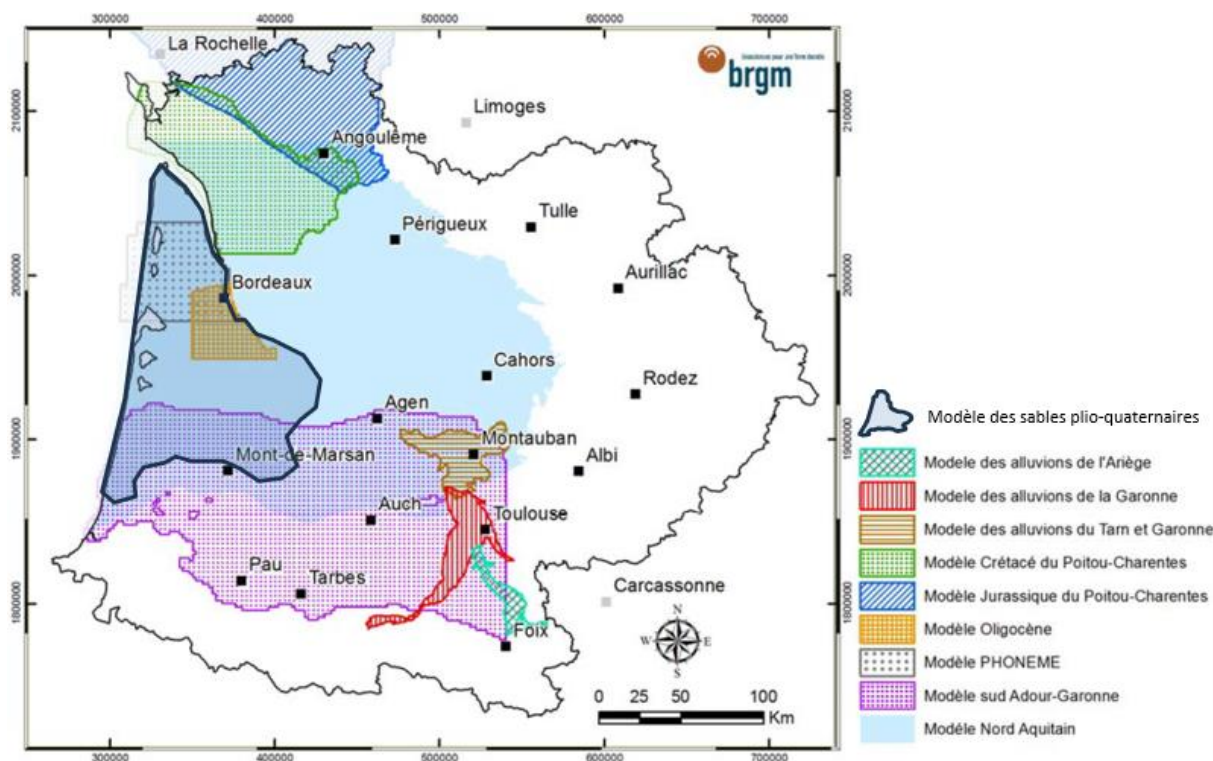 300000 400000 500000 600000 700000
La Rochelle
brgm
Limoges
2100000
2100000
Angoulême
Périgueux
Tulle
Aurillac
2000000
2000000
Bordeaux
Cahors
Rodez
Agen
1900000
1900000
Montauban
Mont-de-Marsan
Albi
Auch
Toulouse
Pau
Tarbes
Carcassonne
1800000
1800000
Foix
N
W E
S
0 25 50 100
Km
300000 400000 500000 600000 700000
Modèle des sables plio-quaternaires
Modele des alluvions de l'Ariège
Modele des alluvions de la Garonne
Modele des alluvions du Tarn et Garonne
Modèle Crétacé du Poitou-Charentes
Modèle Jurassique du Poitou-Charentes
Modèle Oligocène
Modèle PHONEME
Modèle sud Adour-Garonne
Modèle Nord Aquitain